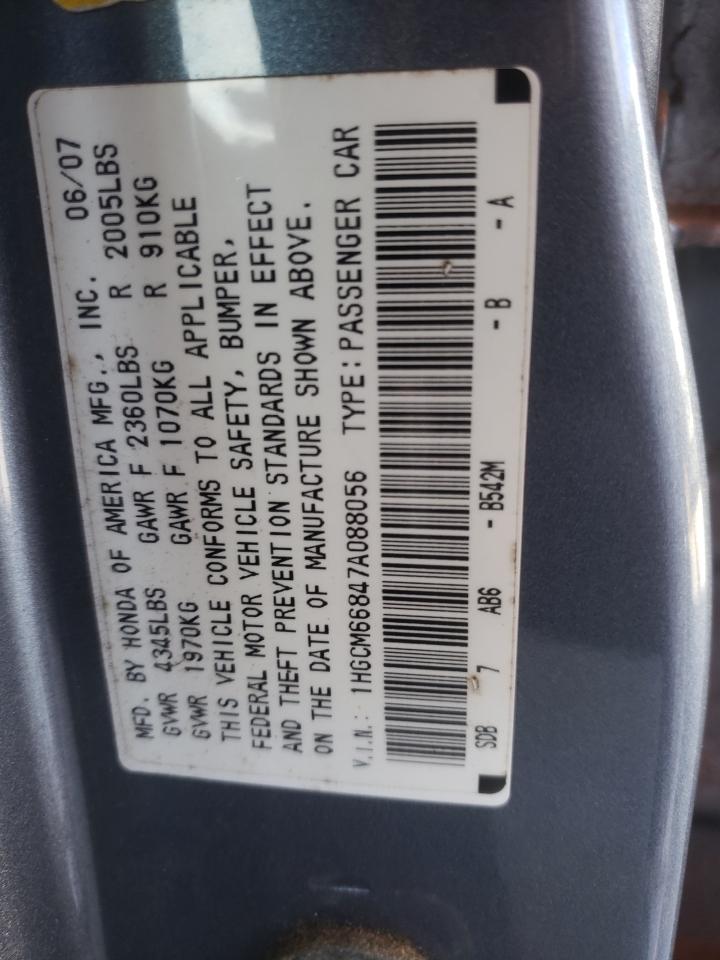 MFD. BY HONDA OF AMERICA MFG., INC. 06/07
GVWR 4345LBS GAWR F 2360LBS R 2005LBS
GVWR 1970KG GAWR F 1070KG R 910KG
THIS VEHICLE CONFORMS TO ALL APPLICABLE
FEDERAL MOTOR VEHICLE SAFETY, BUMPER,
AND THEFT PREVENTION STANDARDS IN EFFECT
ON THE DATE OF MANUFACTURE SHOWN ABOVE.
V.I.N.: 1HGCM66847A088056 TYPE: PASSENGER CAR
SDB 7 AB6 - B542M - B - A